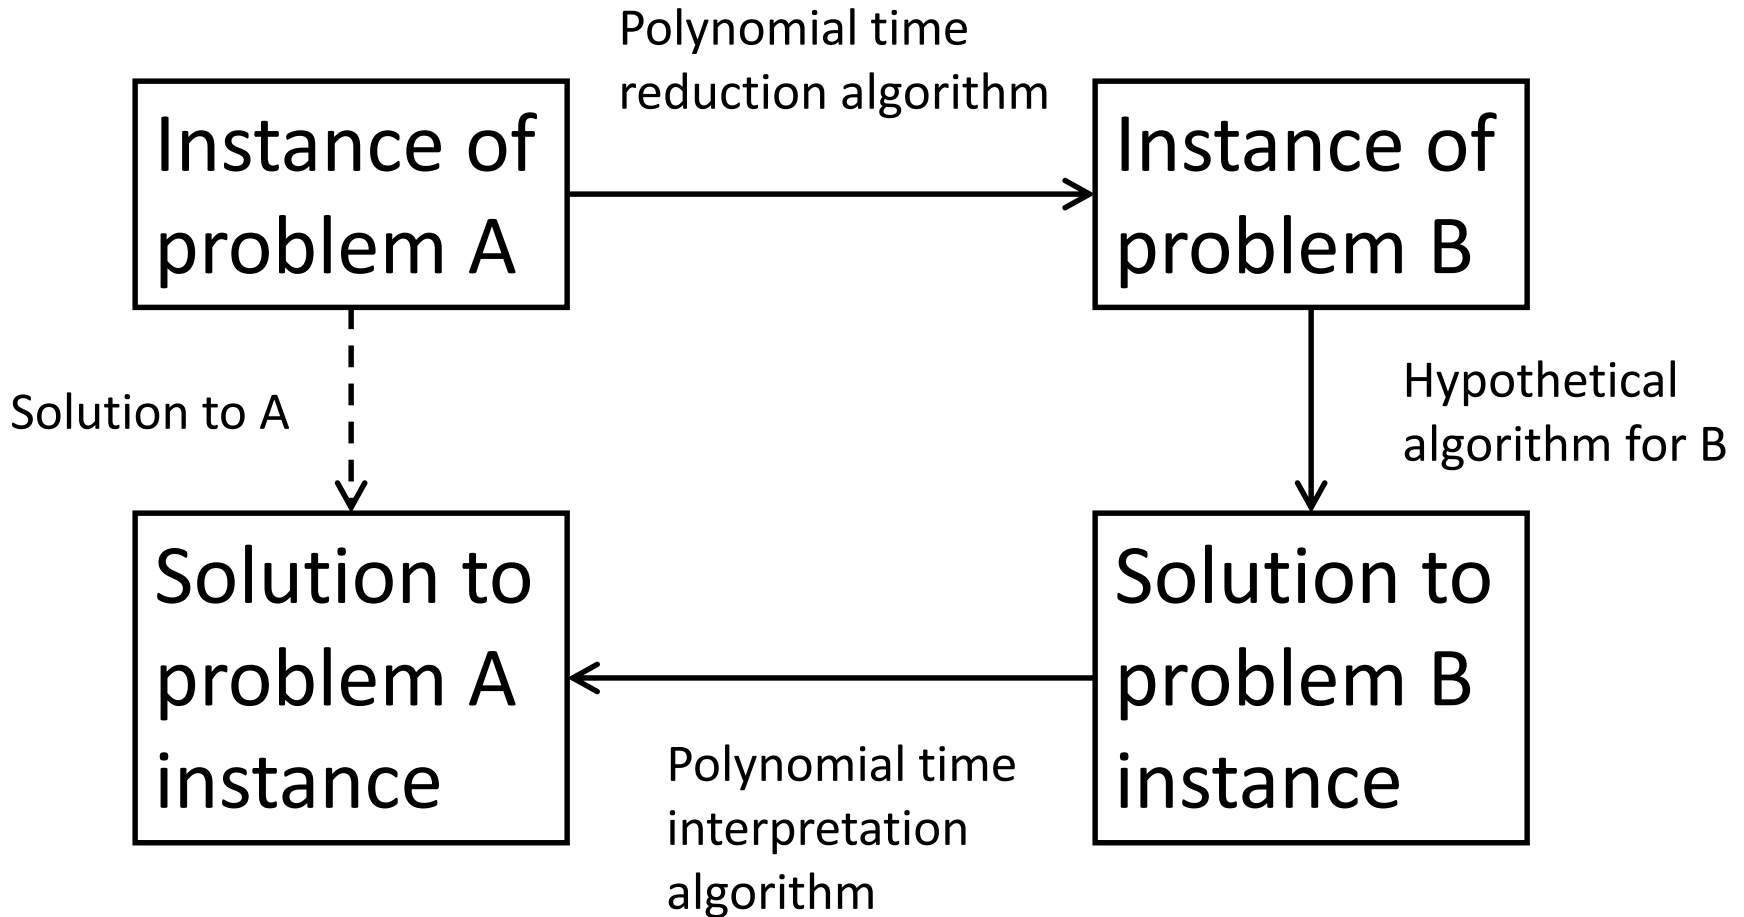 Polynomial time
reduction algorithm
Instance of
problem A
Instance of
problem B
Solution to A
Hypothetical
algorithm for B
Solution to
problem A
instance
Solution to
problem B
instance
Polynomial time
interpretation
algorithm